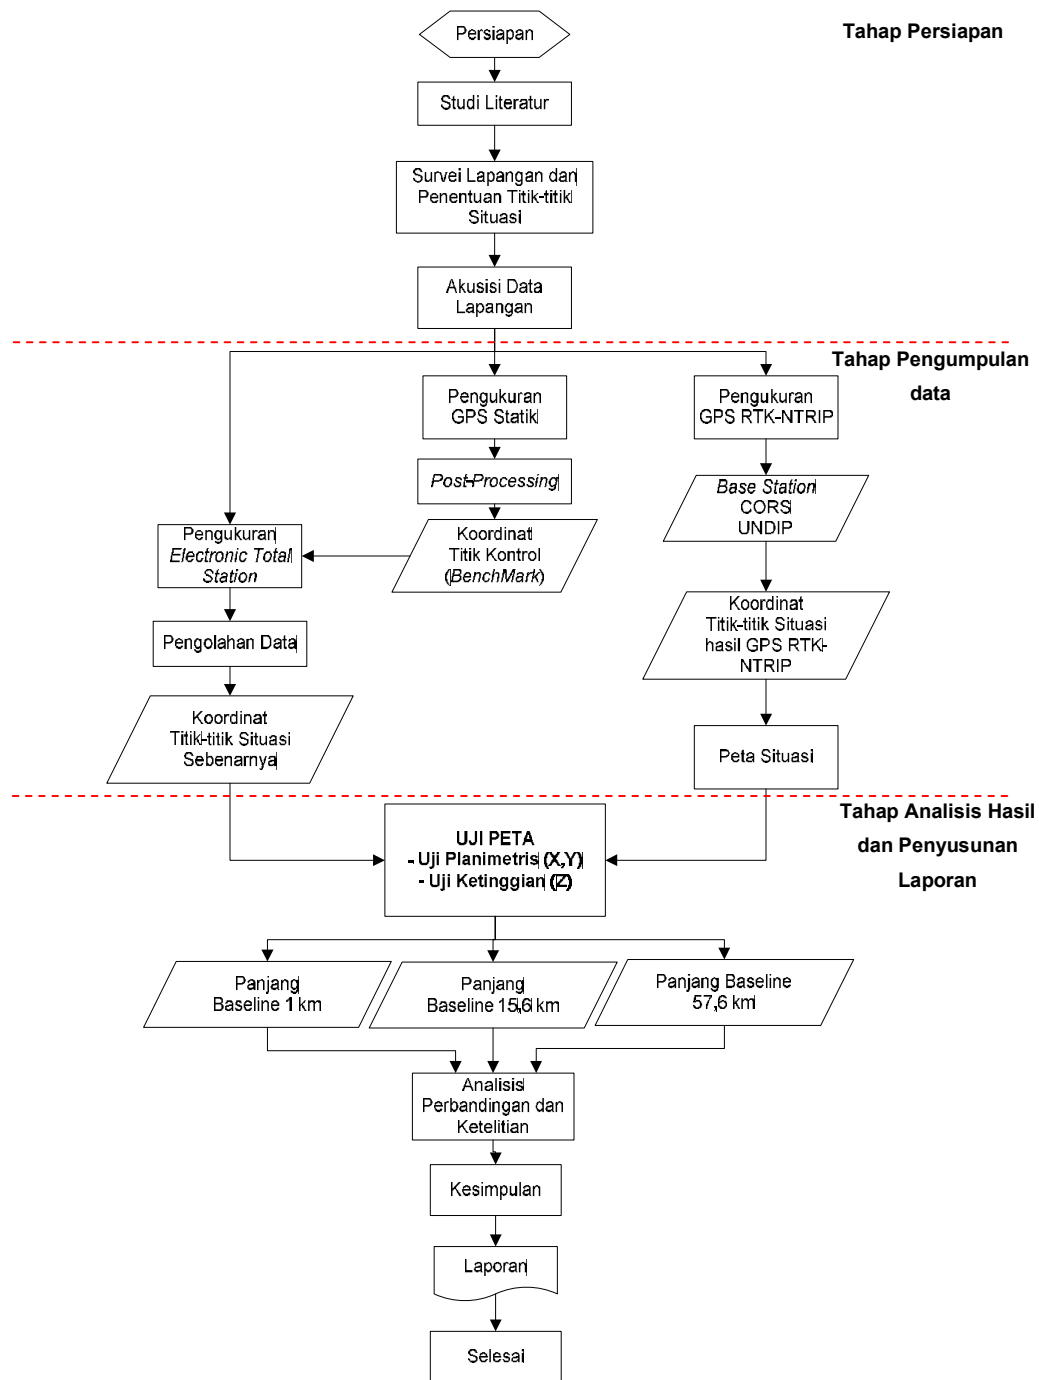 Persiapan
Tahap Persiapan
Studi Literatur
Survei Lapangan dan
Penentuan Titik-titik
Situasi
Akusisi Data
Lapangan
Tahap Pengumpulan
data
Pengukuran
GPS Statik
Pengukuran
GPS RTK-NTRIP
Post-Processing
Base Station
CORS
UNDIP
Pengukuran
Electronic Total
Station
Koordinat
Titik Kontrol
(BenchMark)
Koordinat
Titik-titik Situasi
hasil GPS RTK-
NTRIP
Pengolahan Data
Koordinat
Titik-titik Situasi
Sebenarnya
Peta Situasi
Tahap Analisis Hasil
dan Penyusunan
Laporan
UJI PETA
- Uji Planimetris (X,Y)
- Uji Ketinggian (Z)
Panjang
Baseline 1 km
Panjang
Baseline 15,6 km
Panjang Baseline
57,6 km
Analisis
Perbandingan dan
Ketelitian
Kesimpulan
Laporan
Selesai